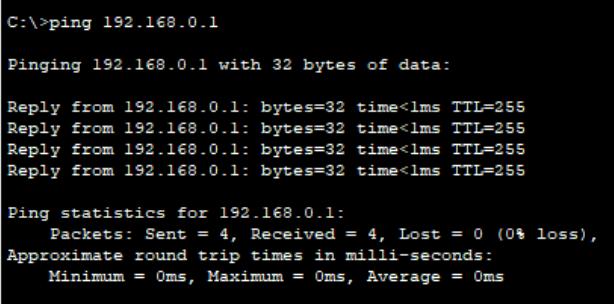 C:\>ping 192.168.0.1
Pinging 192.168.0.1 with 32 bytes of data:
Reply from 192.168.0.1: bytes=32 time<1ms TTL=255
Reply from 192.168.0.1: bytes=32 time<1ms TTL=255
Reply from 192.168.0.1: bytes=32 time<1ms TTL=255
Reply from 192.168.0.1: bytes=32 time<1ms TTL=255
Ping statistics for 192.168.0.1:
    Packets: Sent = 4, Received = 4, Lost = 0 (0% loss),
Approximate round trip times in milli-seconds:
    Minimum = 0ms, Maximum = 0ms, Average = 0ms